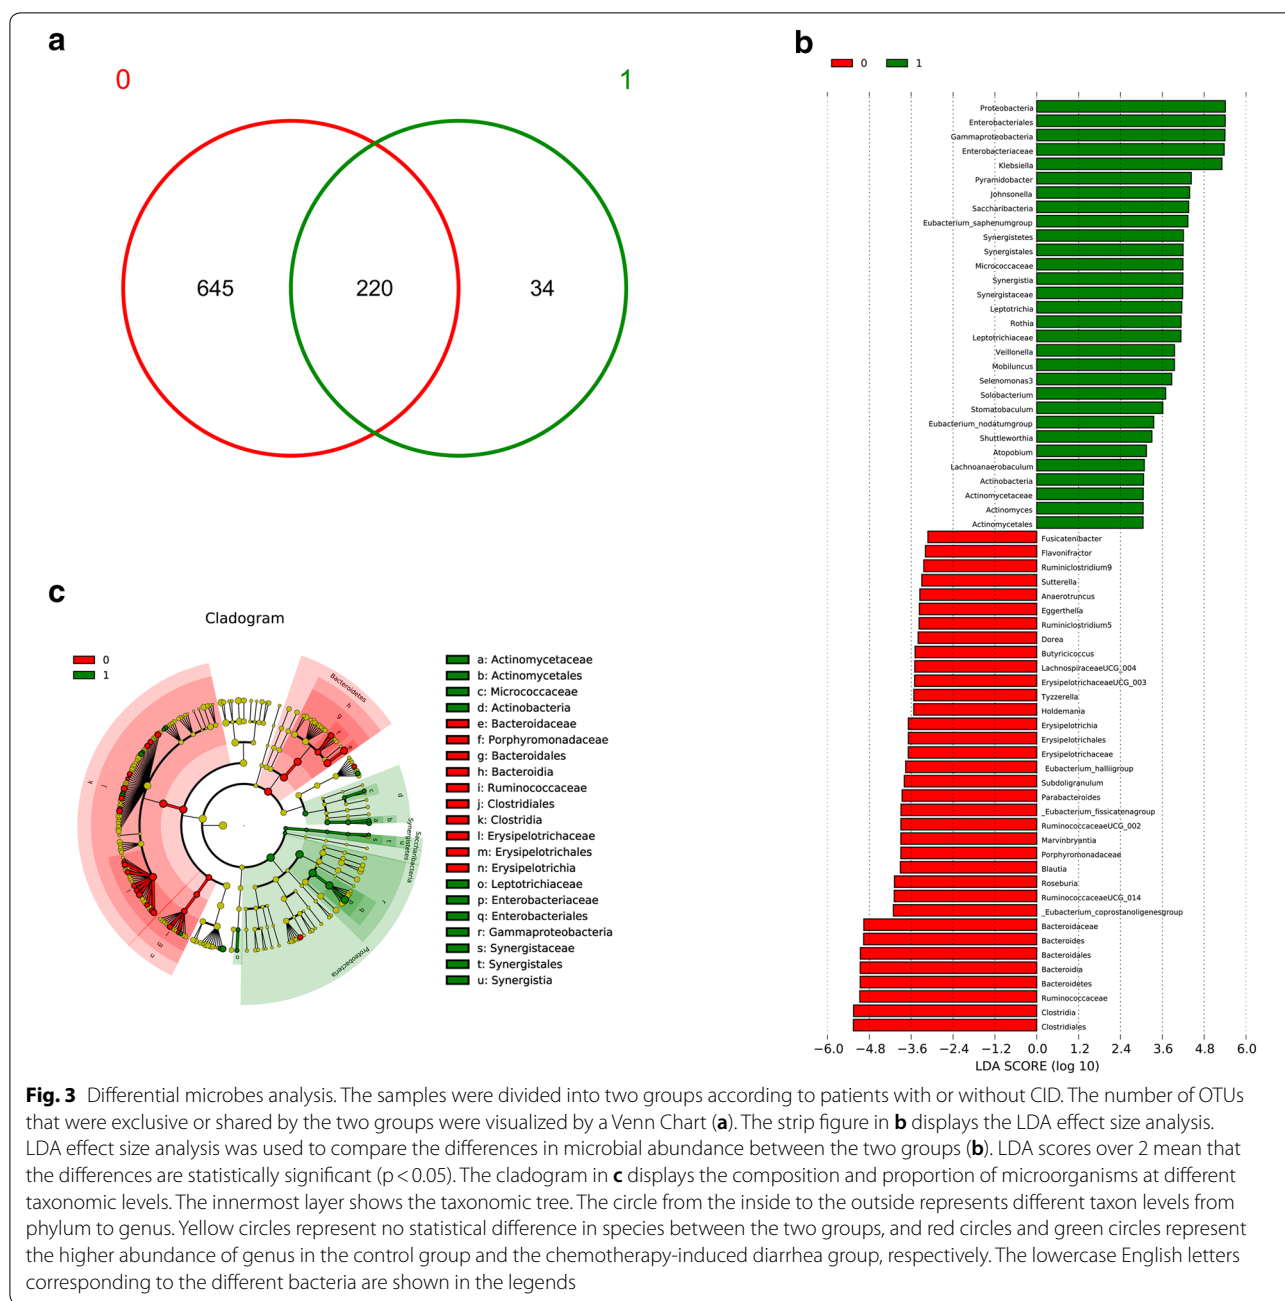 a
0
1
645
220
34
b
0
1
Proteobacteria
Enterobacteriales
Gammaproteobacteria
Enterobacteriaceae
Klebsiella
Pyramidobacter
Johnsonella
Saccharibacteria
Eubacterium_saphenumgroup
Synergistetes
Synergistales
Micrococcaceae
Synergistia
Synergistaceae
Leptotrichia
Rothia
Leptotrichiaceae
Veillonella
Mobiluncus
Selenomonas3
Solobacterium
Stomatobaculum
Eubacterium_nodatumgroup
Shuttleworthia
Atopobium
Lachnoanaerobaculum
Actinobacteria
Actinomycetaceae
Actinomyces
Actinomycetales
Fusicatenibacter
Flavonifractor
Ruminiclostridium9
Sutterella
Anaerotruncus
Eggerthella
Ruminiclostridium5
Dorea
Butyricicoccus
LachnospiraceaeUCG_004
ErysipelotrichaceaeUCG_003
Tyzzerella
Holdemania
Erysipelotrichia
Erysipelotrichales
Erysipelotrichaceae
Eubacterium_halliigroup
Subdoligranulum
Parabacteroides
_Eubacterium_fissicatenagroup
RuminococcaceaeUCG_002
Marvinbryantia
Porphyromonadaceae
Blautia
Roseburia
RuminococcaceaeUCG_014
_Eubacterium_coprostanoligenesgroup
Bacteroidaceae
Bacteroides
Bacteroidales
Bacteroidia
Bacteroidetes
Ruminococcaceae
Clostridia
Clostridiales
−6.0 −4.8 −3.6 −2.4 −1.2 0.0 1.2 2.4 3.6 4.8 6.0
LDA SCORE (log 10)
c
Cladogram
0
1
Bacteroidetes
h
g
f
e
k
j
i
l
m
n
o
c
d
b
a
Synergistetes
Saccharibacteria
s t u
p q r
Proteobacteria
a: Actinomycetaceae
b: Actinomycetales
c: Micrococcaceae
d: Actinobacteria
e: Bacteroidaceae
f: Porphyromonadaceae
g: Bacteroidales
h: Bacteroidia
i: Ruminococcaceae
j: Clostridiales
k: Clostridia
l: Erysipelotrichaceae
m: Erysipelotrichales
n: Erysipelotrichia
o: Leptotrichiaceae
p: Enterobacteriaceae
q: Enterobacteriales
r: Gammaproteobacteria
s: Synergistaceae
t: Synergistales
u: Synergistia
Fig. 3 Differential microbes analysis. The samples were divided into two groups according to patients with or without CID. The number of OTUs
that were exclusive or shared by the two groups were visualized by a Venn Chart (a). The strip figure in b displays the LDA effect size analysis.
LDA effect size analysis was used to compare the differences in microbial abundance between the two groups (b). LDA scores over 2 mean that
the differences are statistically significant (p < 0.05). The cladogram in c displays the composition and proportion of microorganisms at different
taxonomic levels. The innermost layer shows the taxonomic tree. The circle from the inside to the outside represents different taxon levels from
phylum to genus. Yellow circles represent no statistical difference in species between the two groups, and red circles and green circles represent
the higher abundance of genus in the control group and the chemotherapy-induced diarrhea group, respectively. The lowercase English letters
corresponding to the different bacteria are shown in the legends